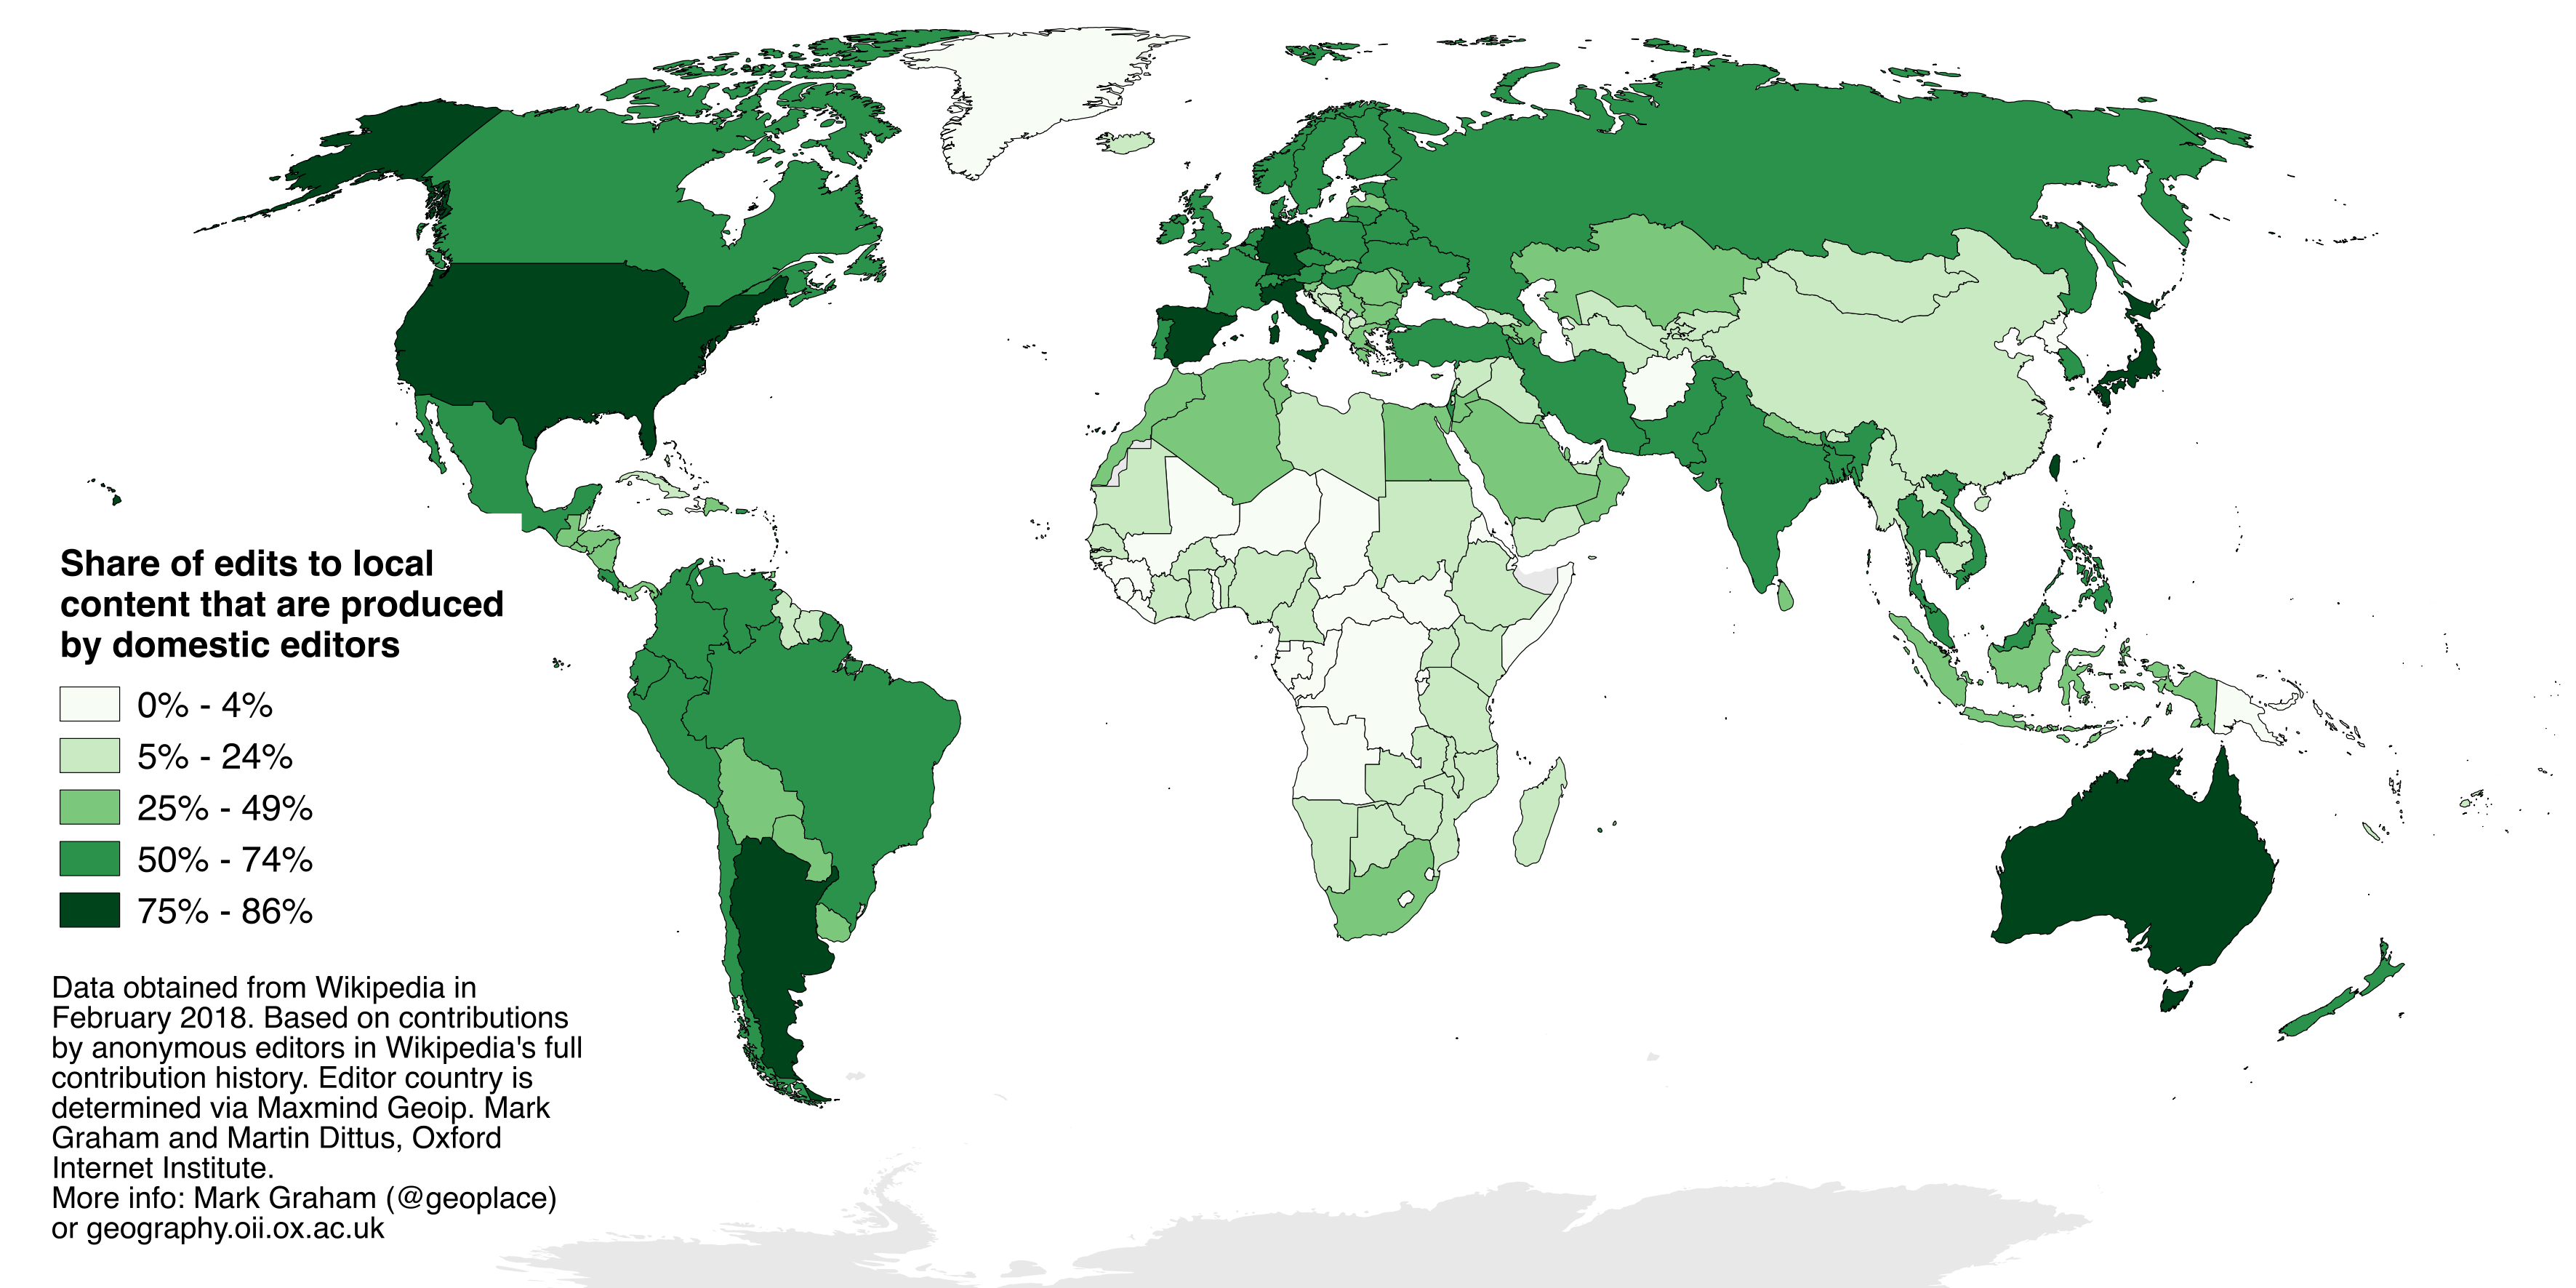 Share of edits to local
content that are produced
by domestic editors
0% - 4%
5% - 24%
25% - 49%
50% - 74%
75% - 86%
Data obtained from Wikipedia in
February 2018. Based on contributions
by anonymous editors in Wikipedia's full
contribution history. Editor country is
determined via Maxmind Geoip. Mark
Graham and Martin Dittus, Oxford
Internet Institute.
More info: Mark Graham (@geoplace)
or geography.oii.ox.ac.uk